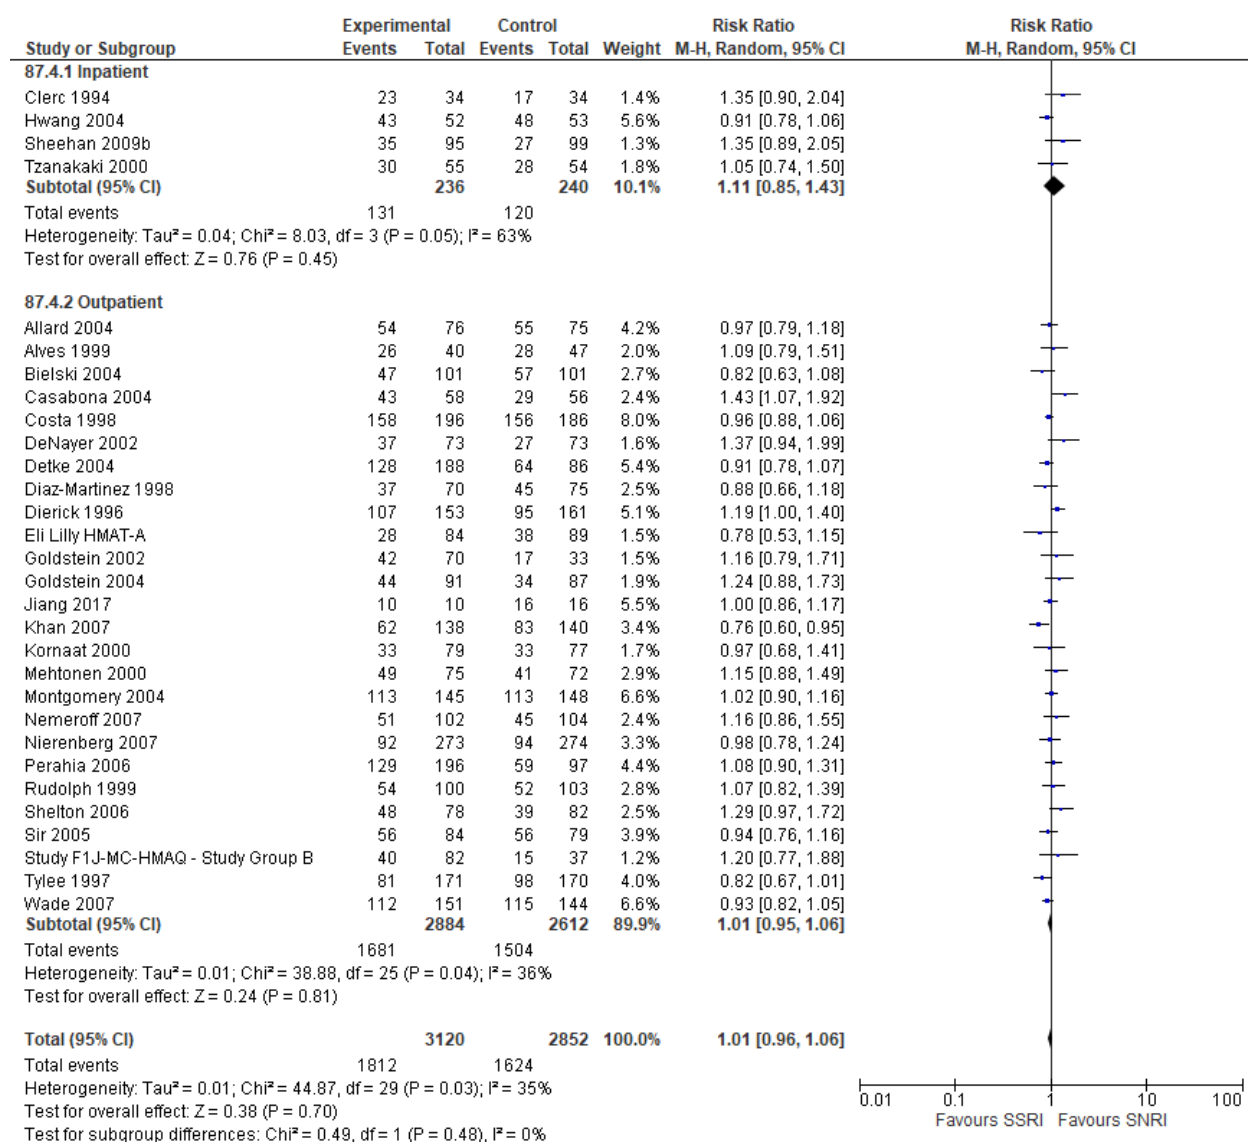 Experimental Control Risk Ratio Risk Ratio
Study or Subgroup Events Total Events Total Weight M-H, Random, 95% CI M-H, Random, 95% CI
87.4.1 Inpatient
Clerc 1994 23 34 17 34 1.4% 1.35 [0.90, 2.04]
Hwang 2004 43 52 48 53 5.6% 0.91 [0.78, 1.06]
Sheehan 2009b 35 95 27 99 1.3% 1.35 [0.89, 2.05]
Tzanakaki 2000 30 55 28 54 1.8% 1.05 [0.74, 1.50]
Subtotal (95% CI) 236 240 10.1% 1.11 [0.85, 1.43]
Total events 131 120
Heterogeneity: Tau² = 0.04; Chi² = 8.03, df = 3 (P = 0.05); I² = 63%
Test for overall effect: Z = 0.76 (P = 0.45)
87.4.2 Outpatient
Allard 2004 54 76 55 75 4.2% 0.97 [0.79, 1.18]
Alves 1999 26 40 28 47 2.0% 1.09 [0.79, 1.51]
Bielski 2004 47 101 57 101 2.7% 0.82 [0.63, 1.08]
Casabona 2004 43 58 29 56 2.4% 1.43 [1.07, 1.92]
Costa 1998 158 196 156 186 8.0% 0.96 [0.88, 1.06]
DeNayer 2002 37 73 27 73 1.6% 1.37 [0.94, 1.99]
Detke 2004 128 188 64 86 5.4% 0.91 [0.78, 1.07]
Diaz-Martinez 1998 37 70 45 75 2.5% 0.88 [0.66, 1.18]
Dierick 1996 107 153 95 161 5.1% 1.19 [1.00, 1.40]
Eli Lilly HMAT-A 28 84 38 89 1.5% 0.78 [0.53, 1.15]
Goldstein 2002 42 70 17 33 1.5% 1.16 [0.79, 1.71]
Goldstein 2004 44 91 34 87 1.9% 1.24 [0.88, 1.73]
Jiang 2017 10 10 16 16 5.5% 1.00 [0.86, 1.17]
Khan 2007 62 138 83 140 3.4% 0.76 [0.60, 0.95]
Kornaat 2000 33 79 33 77 1.7% 0.97 [0.68, 1.41]
Mehtonen 2000 49 75 41 72 2.9% 1.15 [0.88, 1.49]
Montgomery 2004 113 145 113 148 6.6% 1.02 [0.90, 1.16]
Nemeroff 2007 51 102 45 104 2.4% 1.16 [0.86, 1.55]
Nierenberg 2007 92 273 94 274 3.3% 0.98 [0.78, 1.24]
Perahia 2006 129 196 59 97 4.4% 1.08 [0.90, 1.31]
Rudolph 1999 54 100 52 103 2.8% 1.07 [0.82, 1.39]
Shelton 2006 48 78 39 82 2.5% 1.29 [0.97, 1.72]
Sir 2005 56 84 56 79 3.9% 0.94 [0.76, 1.16]
Study F1J-MC-HMAQ - Study Group B 40 82 15 37 1.2% 1.20 [0.77, 1.88]
Tylee 1997 81 171 98 170 4.0% 0.82 [0.67, 1.01]
Wade 2007 112 151 115 144 6.6% 0.93 [0.82, 1.05]
Subtotal (95% CI) 2884 2612 89.9% 1.01 [0.95, 1.06]
Total events 1681 1504
Heterogeneity: Tau² = 0.01; Chi² = 38.88, df = 25 (P = 0.04); I² = 36%
Test for overall effect: Z = 0.24 (P = 0.81)
Total (95% CI) 3120 2852 100.0% 1.01 [0.96, 1.06]
Total events 1812 1624
Heterogeneity: Tau² = 0.01; Chi² = 44.87, df = 29 (P = 0.03); I² = 35%
Test for overall effect: Z = 0.38 (P = 0.70)
Test for subgroup differences: Chi² = 0.49, df = 1 (P = 0.48), I² = 0%
0.01 0.1 1 10 100
Favours SSRI Favours SNRI